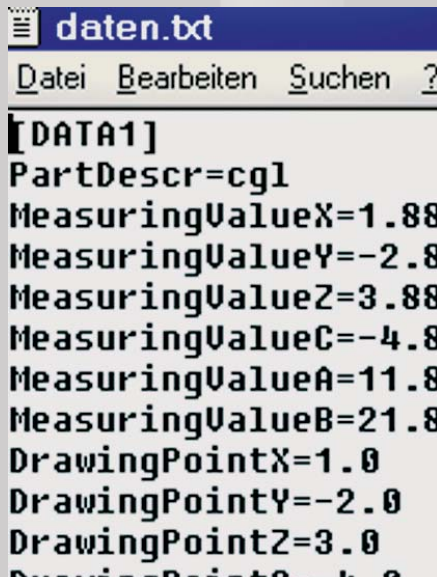 daten.txt
Datei Bearbeiten Suchen ?
[DATA1]
PartDescr=cgl
MeasuringValueX=1.88
MeasuringValueY=-2.8
MeasuringValueZ=3.88
MeasuringValueC=-4.8
MeasuringValueA=11.8
MeasuringValueB=21.8
DrawingPointX=1.0
DrawingPointY=-2.0
DrawingPointZ=3.0